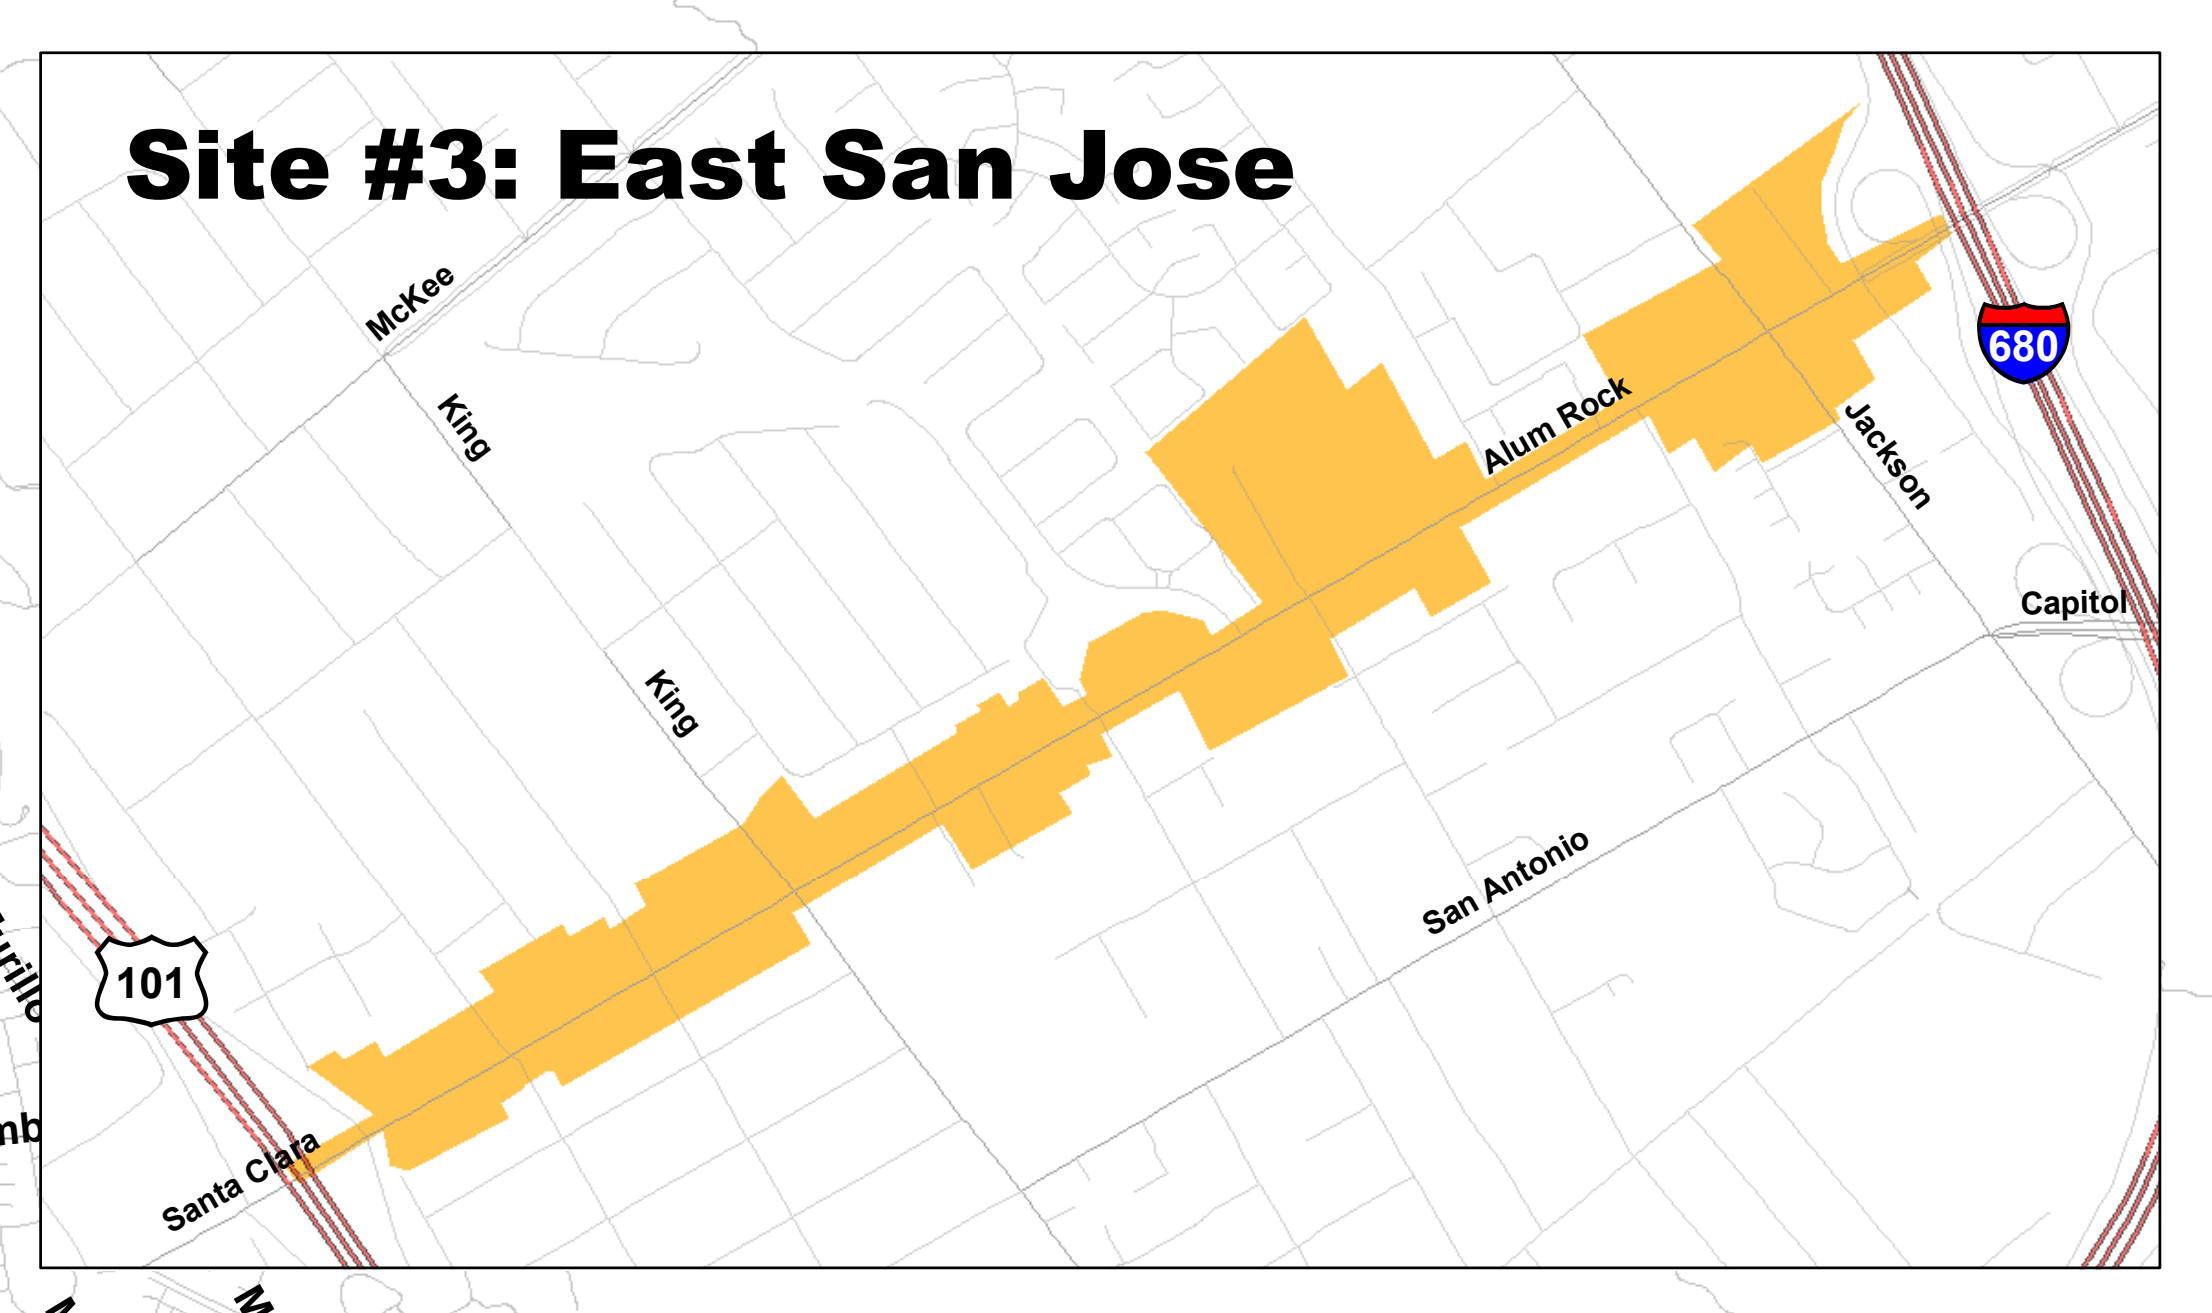 Site #3: East San Jose
McKee
King
Alum Rock
680
Jackson
Capitol
King
San Antonio
101
Santa Clara